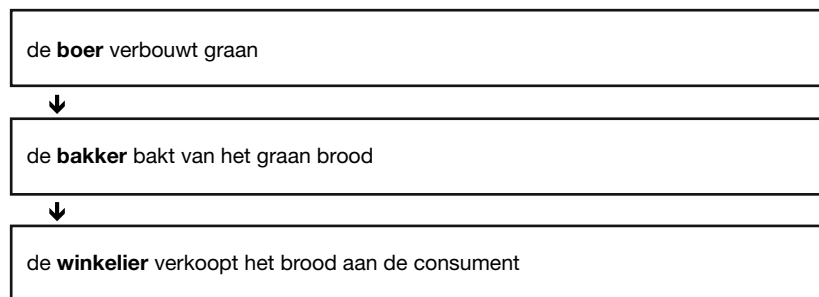 de boer verbouwt graan
de bakker bakt van het graan brood
de winkelier verkoopt het brood aan de consument